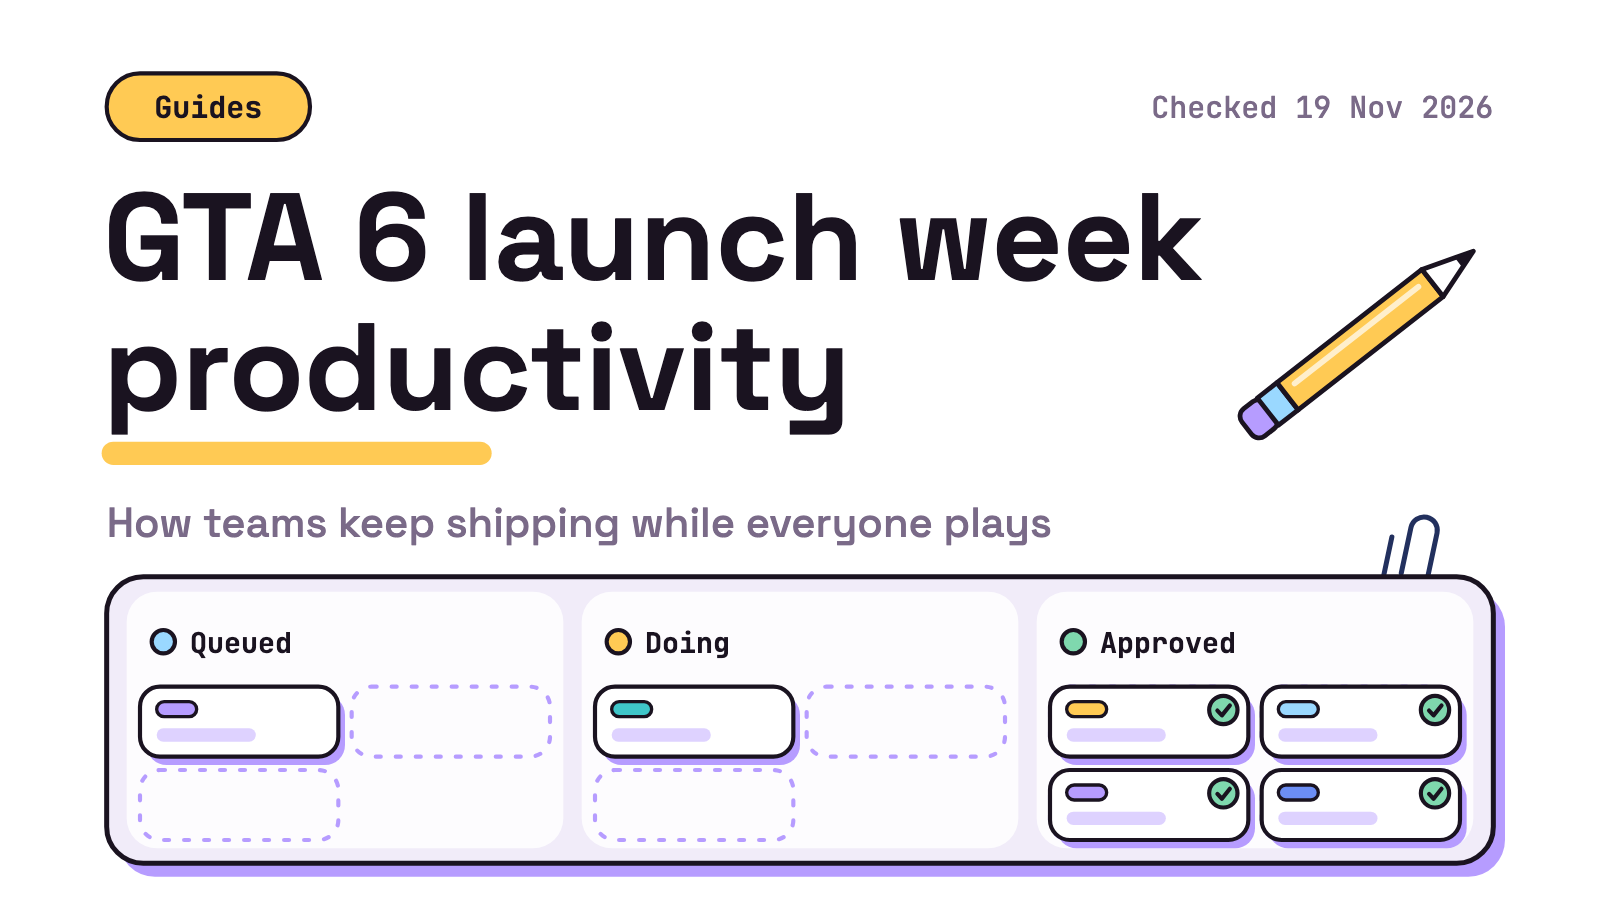 Guides
Checked 19 Nov 2026
GTA 6 launch week
productivity
How teams keep shipping while everyone plays
Queued
Doing
Approved